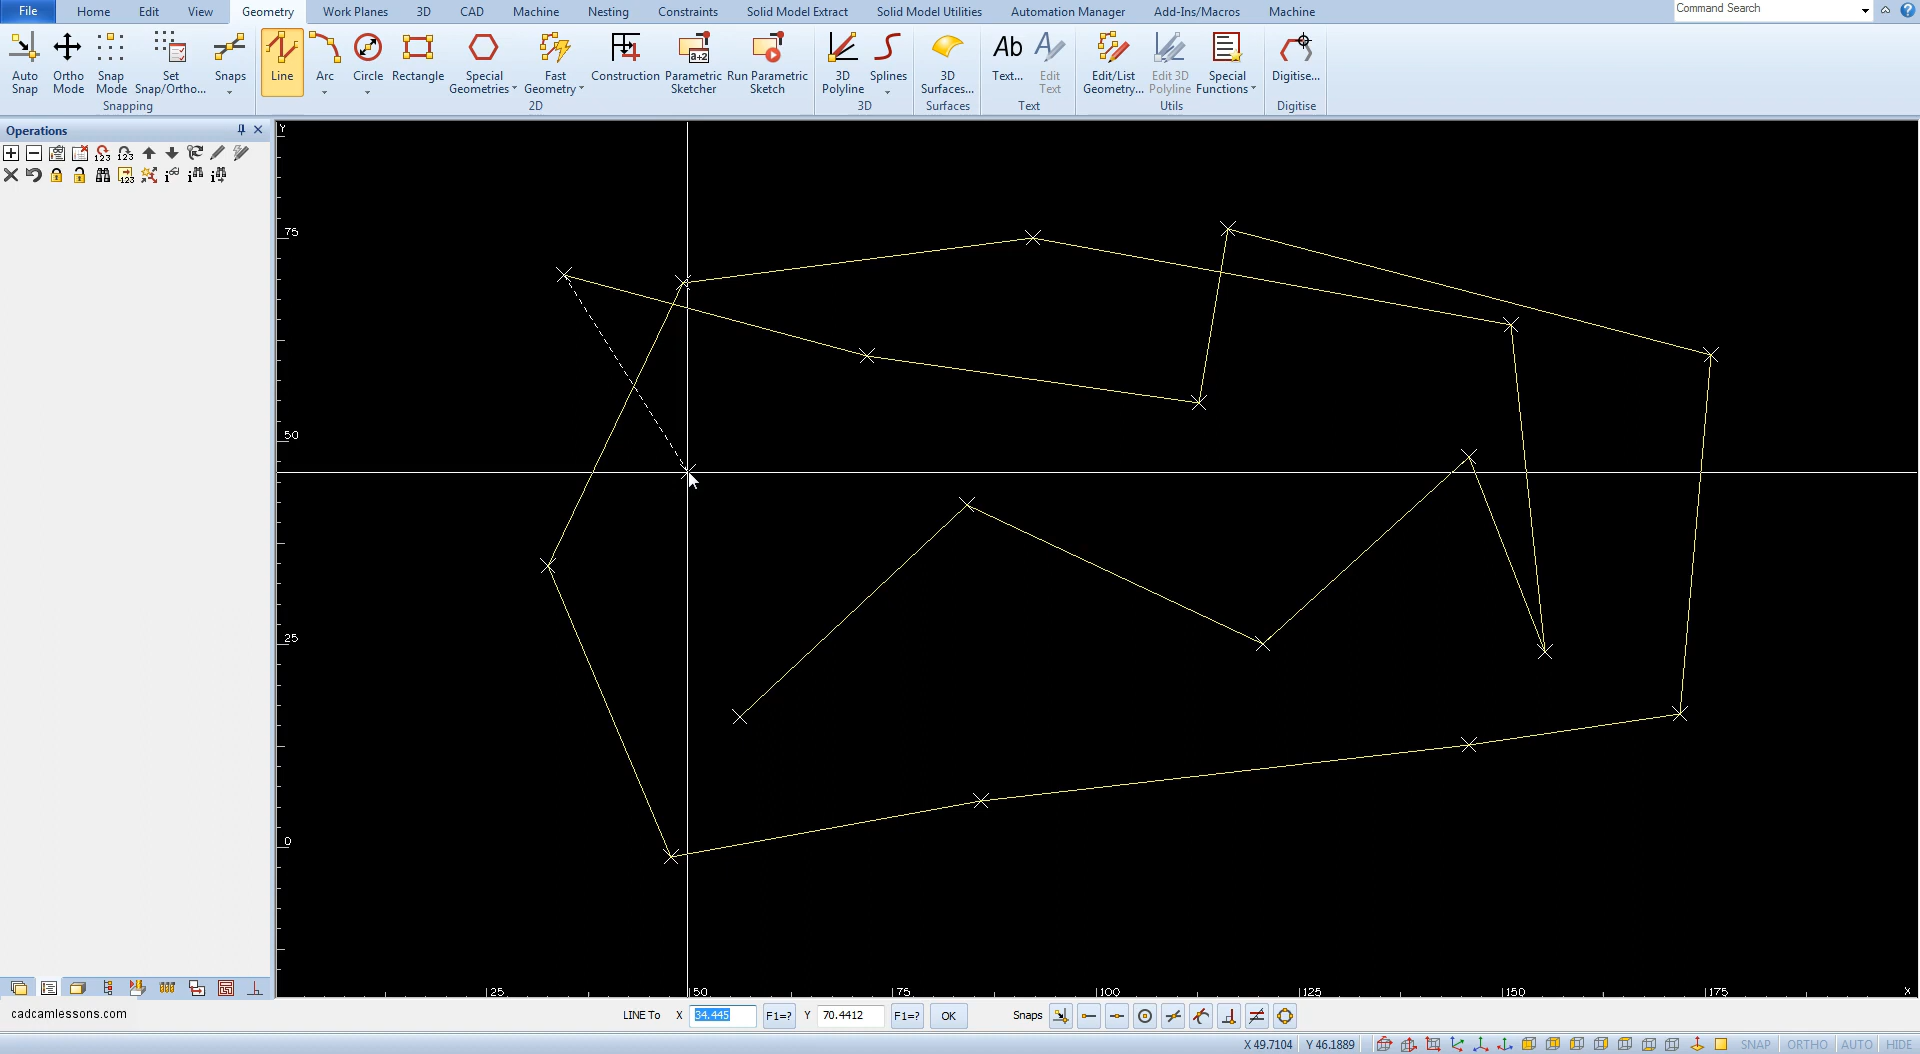 File Home Edit View Geometry Work Planes 3D CAD Machine Nesting Constraints Solid Model Extract Solid Model Utilities Automation Manager Add-Ins/Macros Machine Command Search
Auto Snap
Ortho Mode
Snap Mode
Set Snap/Ortho...
Snaps
Line
Arc
Circle
Rectangle
Special Geometries
Fast Geometry
Construction
Parametric Sketcher
Run Parametric Sketch
3D Polyline
Splines
3D Surfaces...
Ab Text...
Edit Text
Edit/List Geometry...
Edit 3D Polyline
Special Functions
Digitise...
Snapping 2D 3D Surfaces Text Utils Digitise
Operations
Y
75
50
25
0
25 50 75 100 125 150 175 X
cadcamlessons.com
LINE To X 34.445 F1=? Y 70.4412 F1=? OK Snaps
X 49.7104 Y 46.1889 SNAP ORTHO AUTO HIDE